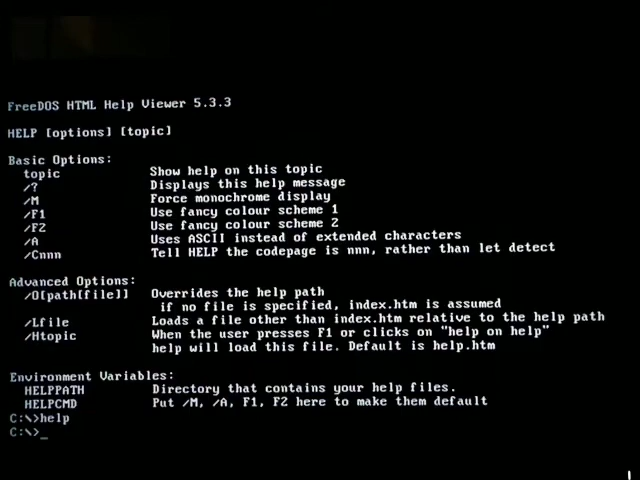 FreeDOS HTML Help Viewer 5.3.3
HELP [options] [topic]
Basic Options:
topic Show help on this topic
/? Displays this help message
/M Force monochrome display
/F1 Use fancy colour scheme 1
/F2 Use fancy colour scheme 2
/A Uses ASCII instead of extended characters
/Cnnn Tell HELP the codepage is nnn, rather than let detect
Advanced Options:
/O[path[file]] Overrides the help path
if no file is specified, index.htm is assumed
/Lfile Loads a file other than index.htm relative to the help path
/Htopic When the user presses F1 or clicks on "help on help"
help will load this file. Default is help.htm
Environment Variables:
HELPPATH Directory that contains your help files.
HELPCMD Put /M, /A, F1, F2 here to make them default
C:\>help
C:\>_